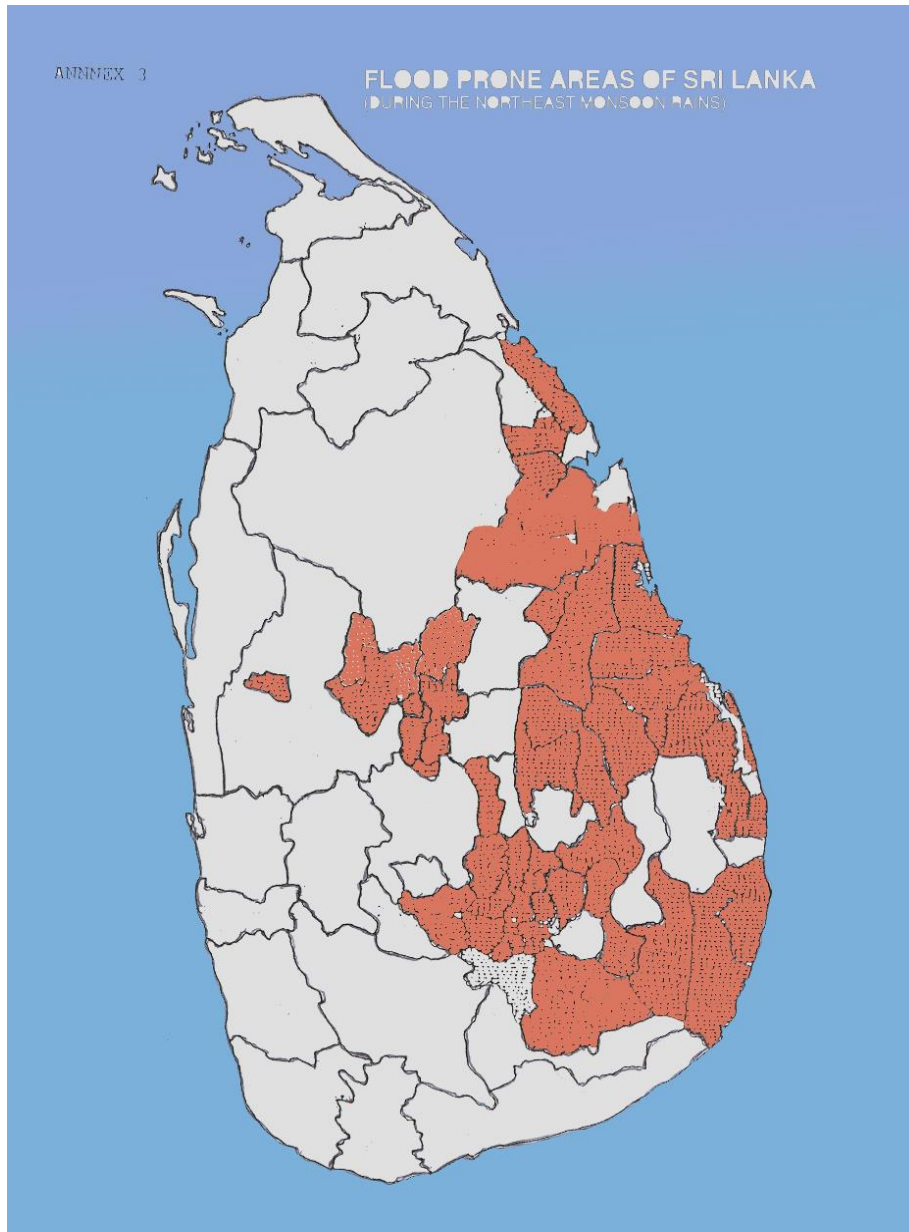 ANNNEX 3
FLOOD PRONE AREAS OF SRI LANKA
(DURING THE NORTHEAST MONSOON RAINS)